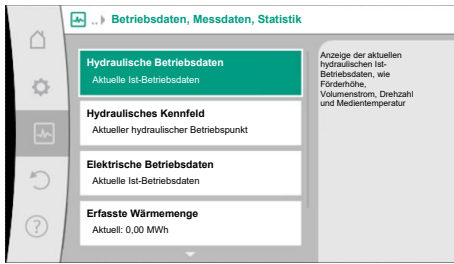 ..) Betriebsdaten, Messdaten, Statistik
Hydraulische Betriebsdaten
Aktuelle Ist-Betriebsdaten
Hydraulisches Kennfeld
Aktueller hydraulischer Betriebspunkt
Elektrische Betriebsdaten
Aktuelle Ist-Betriebsdaten
Erfasste Wärmemenge
Aktuell: 0,00 MWh
Anzeige der aktuellen
hydraulischen Ist-
Betriebsdaten, wie
Förderhöhe,
Volumenstrom, Drehzahl
und Medientemperatur
?